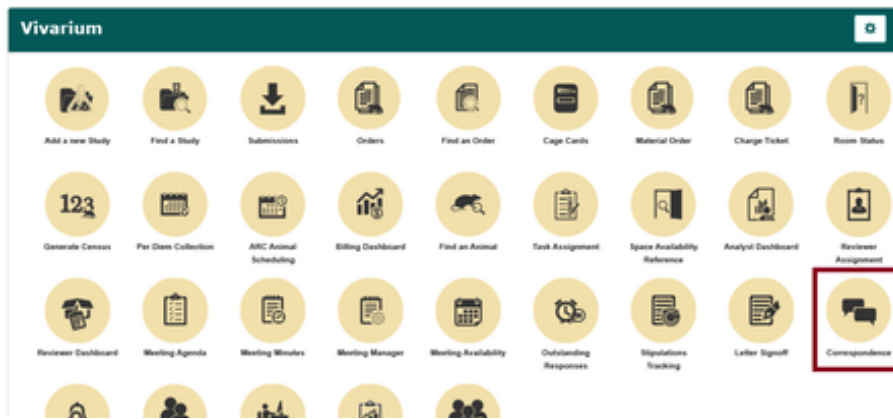 Vivarium
Add a new Study
Find a Study
Submissions
Orders
Find an Order
Cage Cards
Material Order
Charge Ticket
Room Status
123
Generate Census
Per Diem Collection
ARC Animal
Scheduling
Billing Dashboard
Find an Animal
Task Assignment
Space Availability
Reference
Analyst Dashboard
Reviewer
Assignment
Reviewer Dashboard
Meeting Agenda
Meeting Minutes
Meeting Manager
Meeting Availability
Outstanding
Responses
Stipulations
Tracking
Letter Signoff
Correspondence